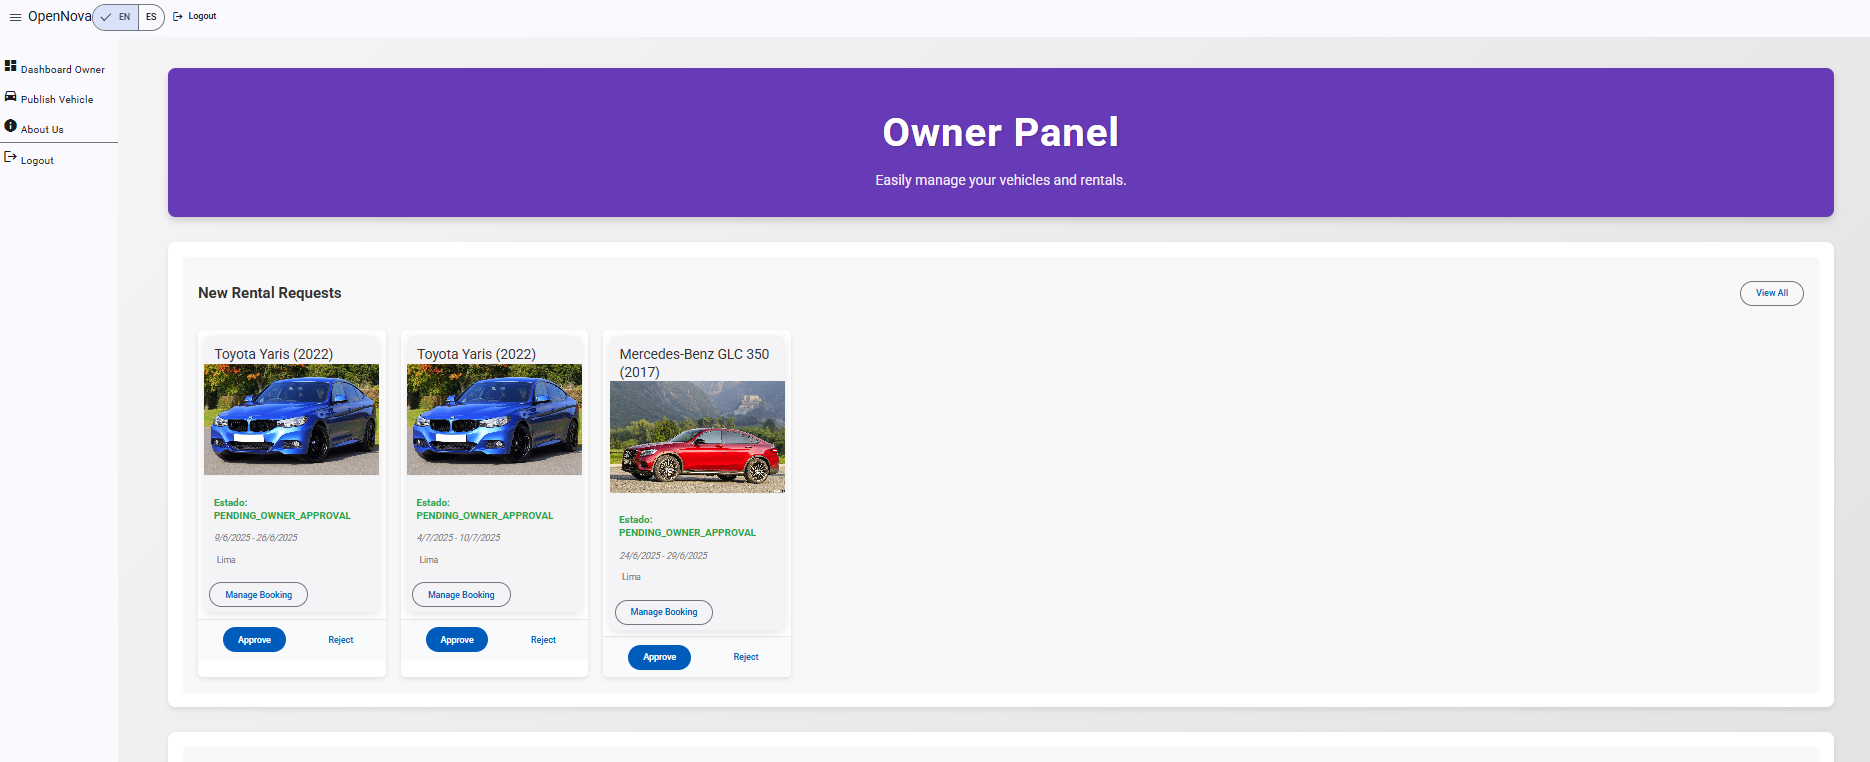 OpenNova
EN
ES
Logout
Dashboard Owner
Publish Vehicle
About Us
Logout
Owner Panel
Easily manage your vehicles and rentals.
New Rental Requests
View All
Toyota Yaris (2022)
Estado:
PENDING_OWNER_APPROVAL
9/6/2025 - 26/6/2025
Lima
Manage Booking
Approve
Reject
Toyota Yaris (2022)
Estado:
PENDING_OWNER_APPROVAL
4/7/2025 - 10/7/2025
Lima
Manage Booking
Approve
Reject
Mercedes-Benz GLC 350
(2017)
Estado:
PENDING_OWNER_APPROVAL
24/6/2025 - 29/6/2025
Lima
Manage Booking
Approve
Reject